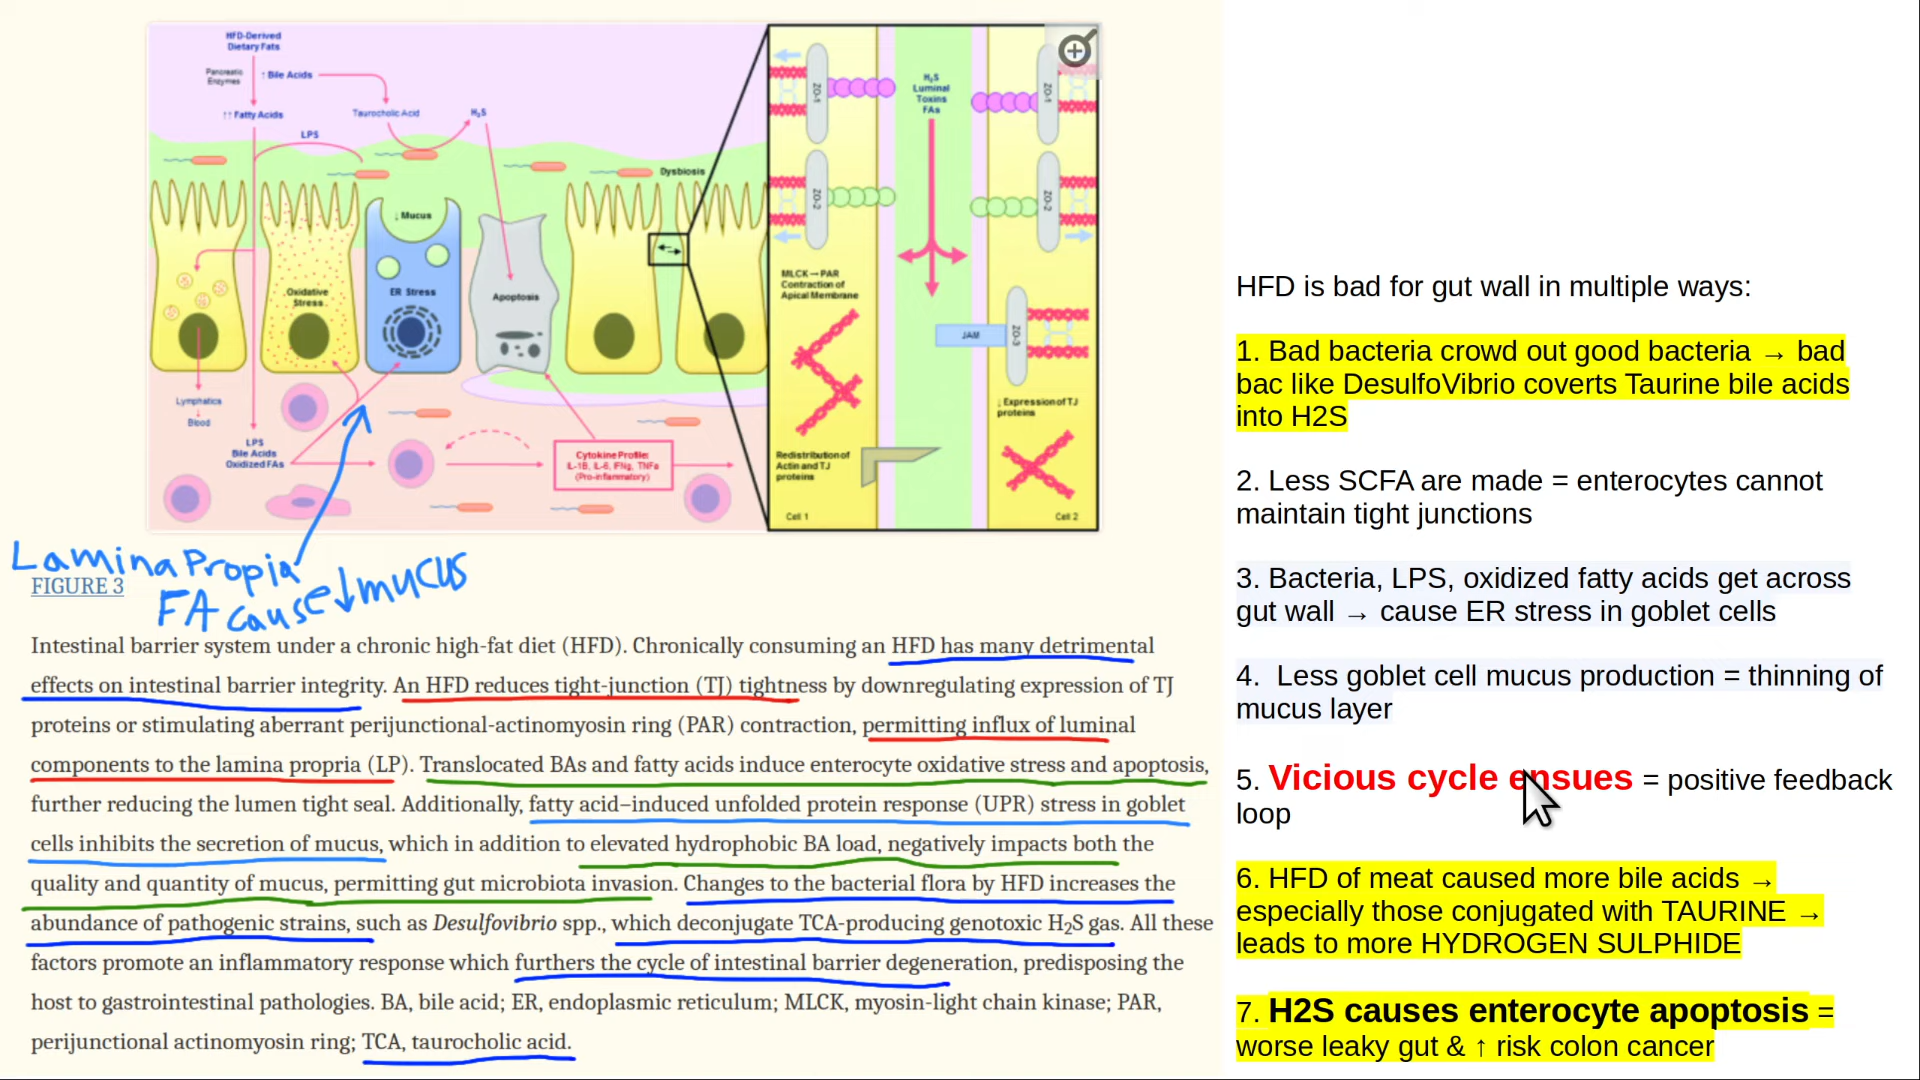 HFD-Derived
Dietary Fats
Pancreatic
Enzymes
↑ Bile Acids
↑↑ Fatty Acids
Taurocholic Acid
H₂S
LPS
Dysbiosis
↓ Mucus
Oxidative
Stress
ER Stress
Apoptosis
Lymphatics
↓
Blood
LPS
Bile Acids
Oxidized FAs
Cytokine Profile:
IL-1B, IL-6, IFNg, TNFa
(Pro-inflammatory)
ZO-1
ZO-2
H₂S
Luminal
Toxins
FAs
ZO-1
ZO-2
MLCK → PAR
Contraction of
Apical Membrane
JAM
ZO-3
↓ Expression of TJ
proteins
Redistribution of
Actin and TJ
proteins
Cell 1
Cell 2
Lamina Propia
FA cause ↓ mucus
FIGURE 3
Intestinal barrier system under a chronic high-fat diet (HFD). Chronically consuming an HFD has many detrimental
effects on intestinal barrier integrity. An HFD reduces tight-junction (TJ) tightness by downregulating expression of TJ
proteins or stimulating aberrant perijunctional-actinomyosin ring (PAR) contraction, permitting influx of luminal
components to the lamina propria (LP). Translocated BAs and fatty acids induce enterocyte oxidative stress and apoptosis,
further reducing the lumen tight seal. Additionally, fatty acid–induced unfolded protein response (UPR) stress in goblet
cells inhibits the secretion of mucus, which in addition to elevated hydrophobic BA load, negatively impacts both the
quality and quantity of mucus, permitting gut microbiota invasion. Changes to the bacterial flora by HFD increases the
abundance of pathogenic strains, such as Desulfovibrio spp., which deconjugate TCA-producing genotoxic H₂S gas. All these
factors promote an inflammatory response which furthers the cycle of intestinal barrier degeneration, predisposing the
host to gastrointestinal pathologies. BA, bile acid; ER, endoplasmic reticulum; MLCK, myosin-light chain kinase; PAR,
perijunctional actinomyosin ring; TCA, taurocholic acid.
HFD is bad for gut wall in multiple ways:
1. Bad bacteria crowd out good bacteria → bad
bac like DesulfoVibrio coverts Taurine bile acids
into H2S
2. Less SCFA are made = enterocytes cannot
maintain tight junctions
3. Bacteria, LPS, oxidized fatty acids get across
gut wall → cause ER stress in goblet cells
4. Less goblet cell mucus production = thinning of
mucus layer
5. Vicious cycle ensues = positive feedback
loop
6. HFD of meat caused more bile acids →
especially those conjugated with TAURINE →
leads to more HYDROGEN SULPHIDE
7. H2S causes enterocyte apoptosis =
worse leaky gut & ↑ risk colon cancer